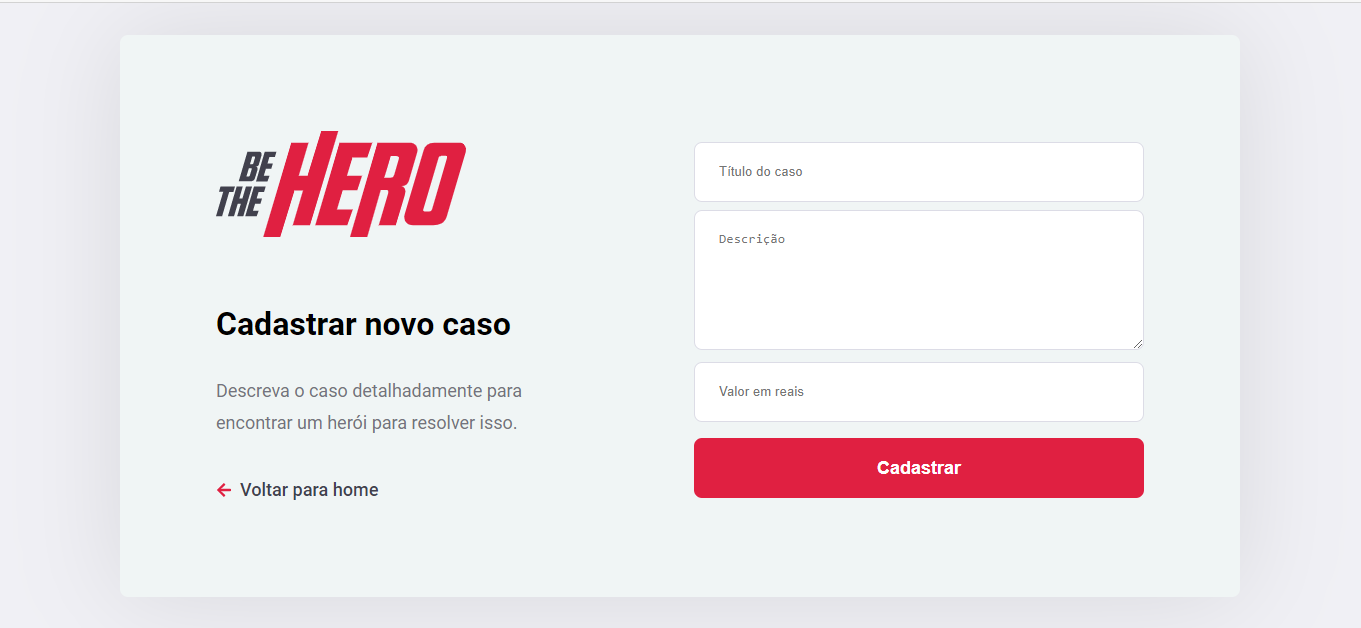 BE
THE HERO
Cadastrar novo caso
Descreva o caso detalhadamente para
encontrar um herói para resolver isso.
Voltar para home
Título do caso
Descrição
Valor em reais
Cadastrar